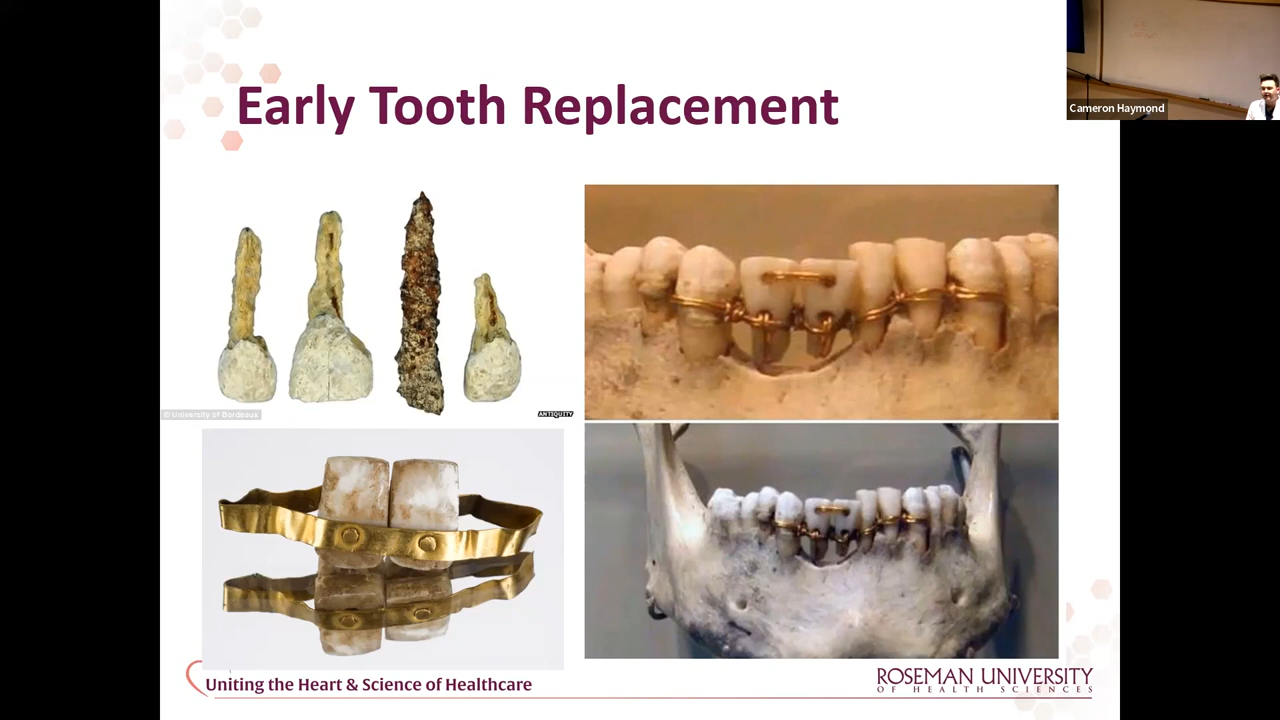 Early Tooth Replacement
Cameron Haymond
© University of Bordeaux
ANTIQUITY
Uniting the Heart & Science of Healthcare
ROSEMAN UNIVERSITY
OF HEALTH SCIENCES